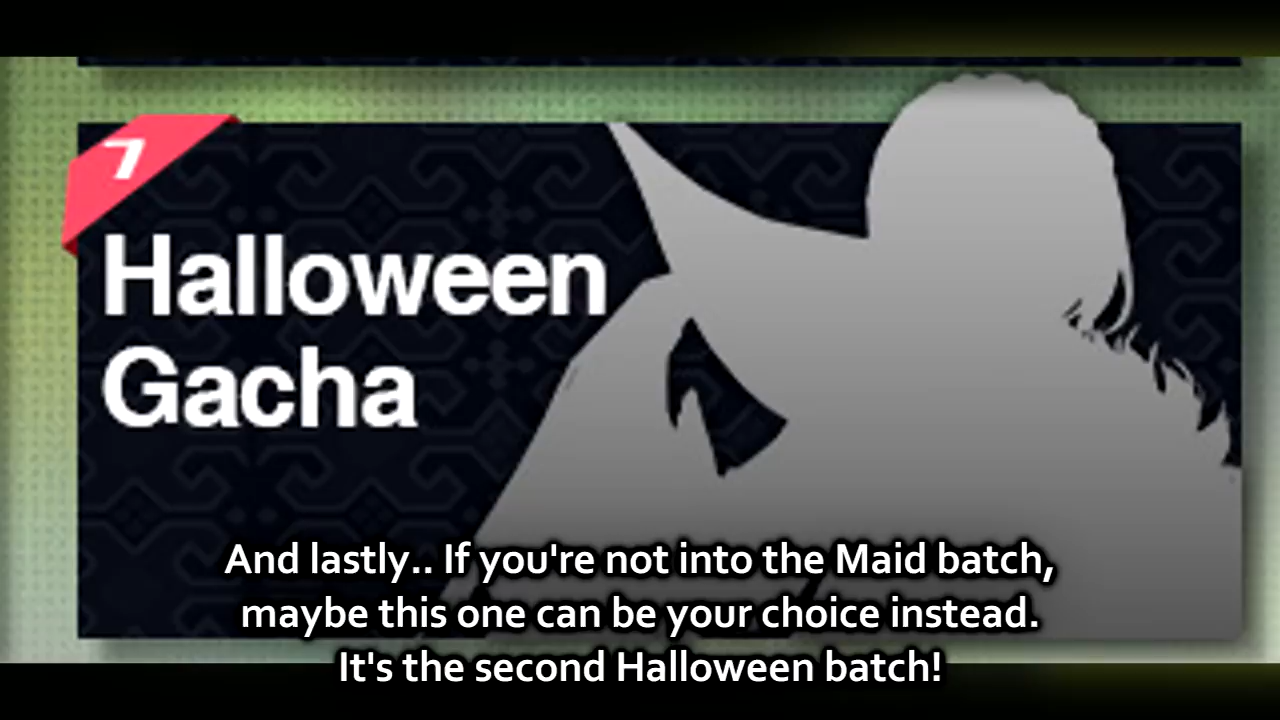 7
Halloween
Gacha
And lastly.. If you're not into the Maid batch,
maybe this one can be your choice instead.
It's the second Halloween batch!